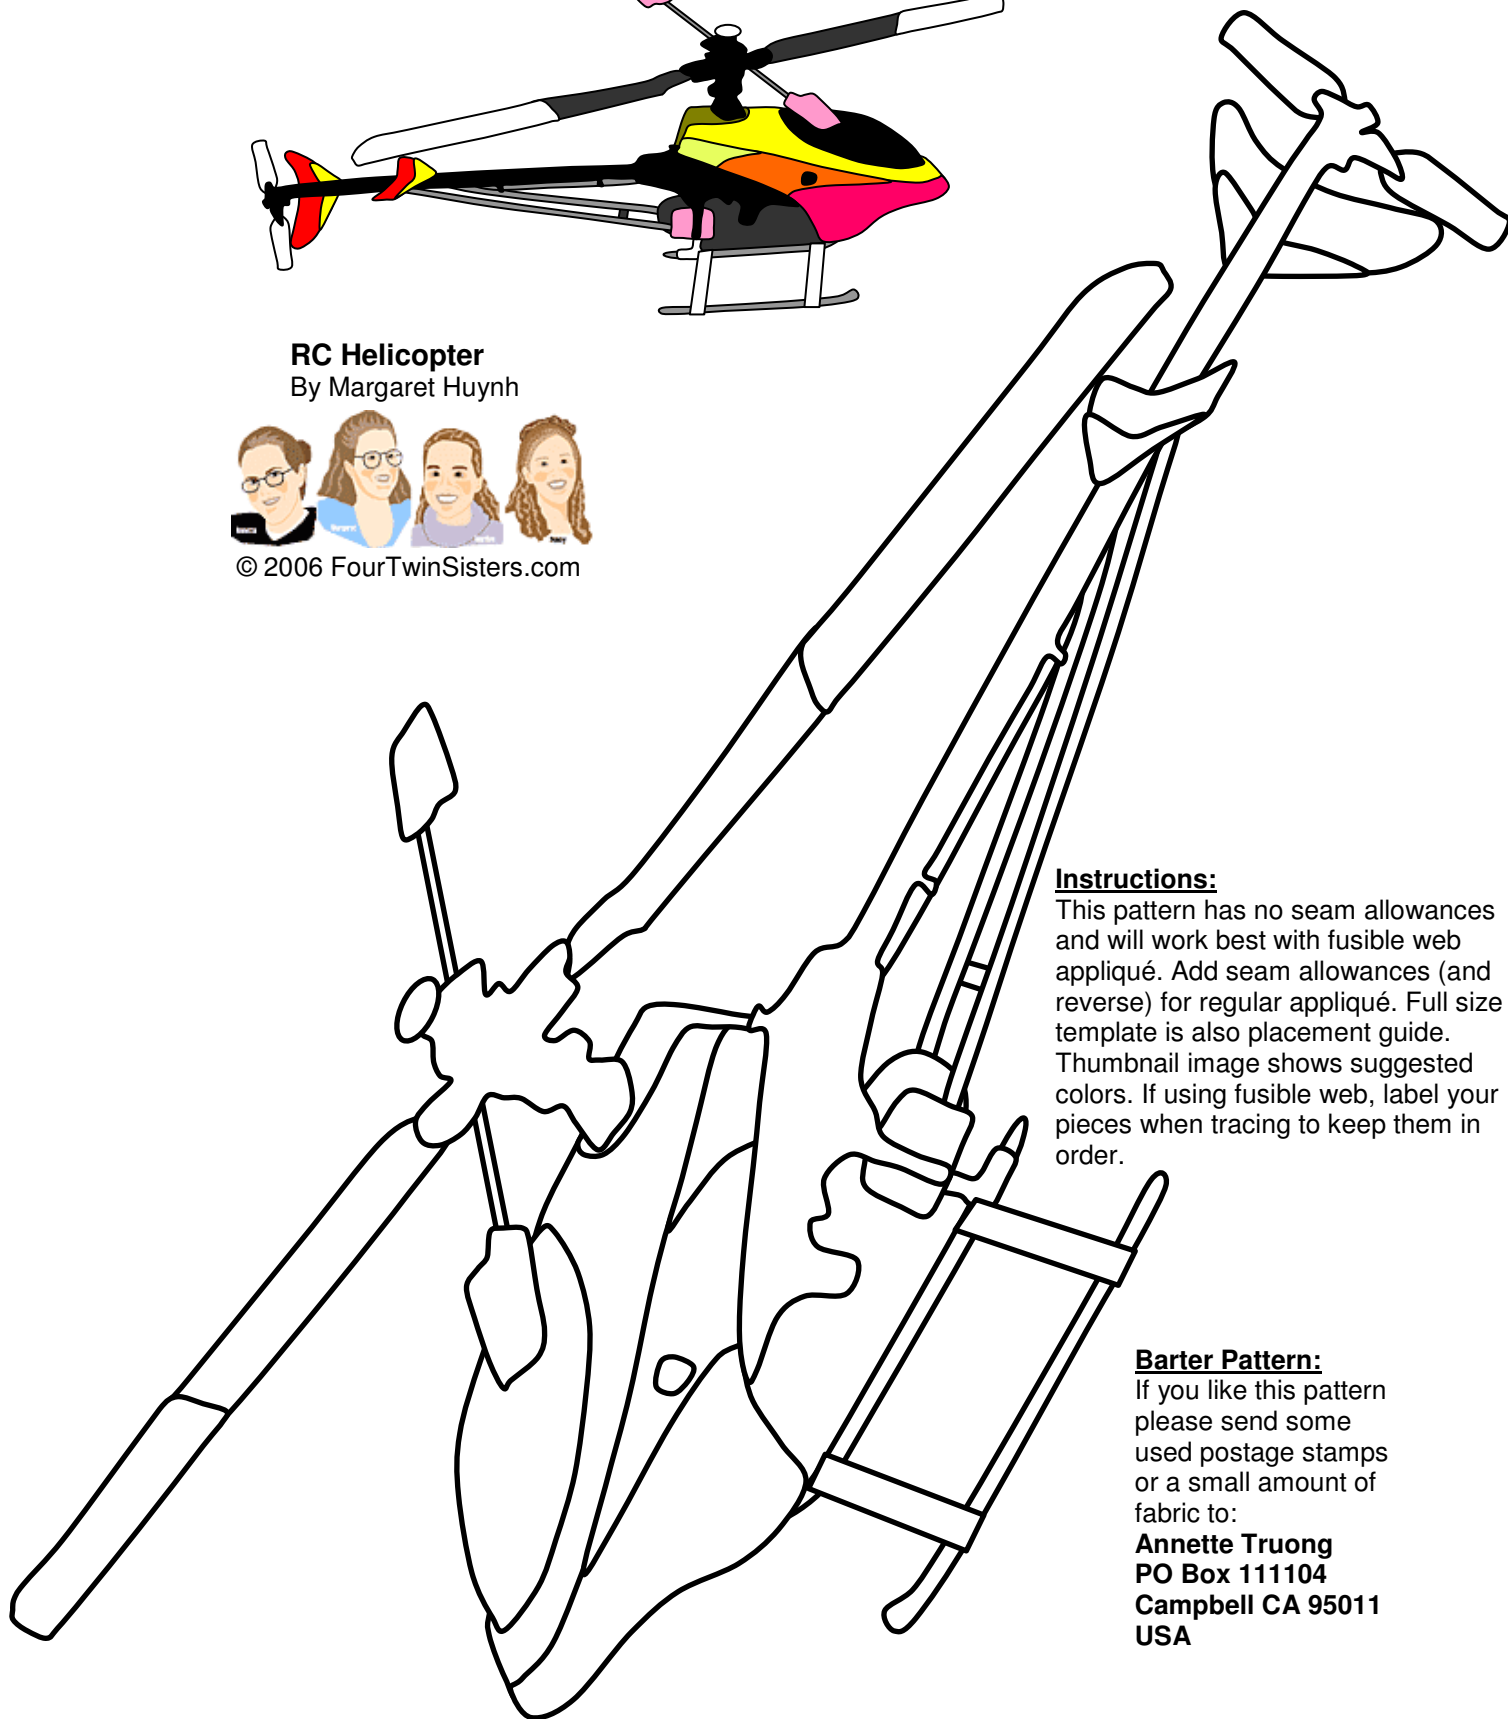 RC Helicopter
By Margaret Huynh
© 2006 FourTwinSisters.com
Instructions:
This pattern has no seam allowances
and will work best with fusible web
appliqué. Add seam allowances (and
reverse) for regular appliqué. Full size
template is also placement guide.
Thumbnail image shows suggested
colors. If using fusible web, label your
pieces when tracing to keep them in
order.
Barter Pattern:
If you like this pattern
please send some
used postage stamps
or a small amount of
fabric to:
Annette Truong
PO Box 111104
Campbell CA 95011
USA